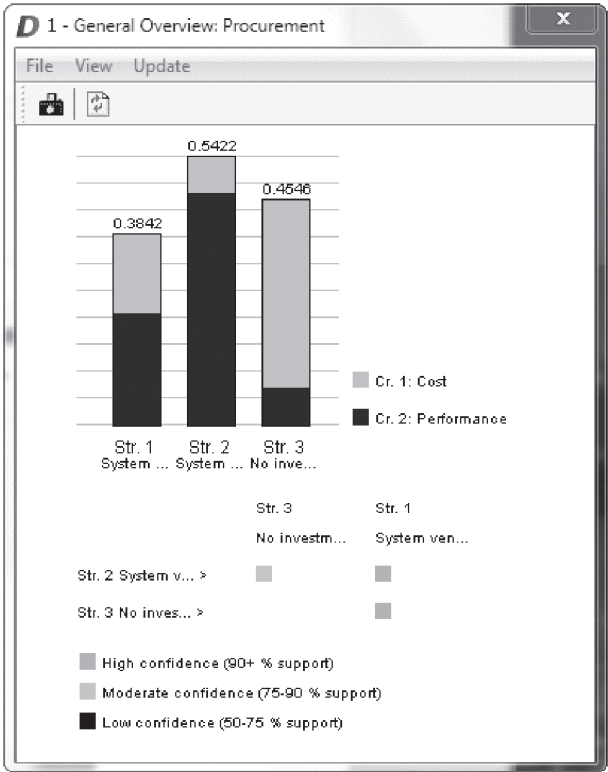 D 1 - General Overview: Procurement
File View Update
0.5422
0.4546
0.3842
Cr. 1: Cost
Cr. 2: Performance
Str. 1 Str. 2 Str. 3
System ... System ... No inve...
Str. 3 Str. 1
No investm... System ven...
Str. 2 System v... >
Str. 3 No inves... >
High confidence (90+ % support)
Moderate confidence (75-90 % support)
Low confidence (50-75 % support)